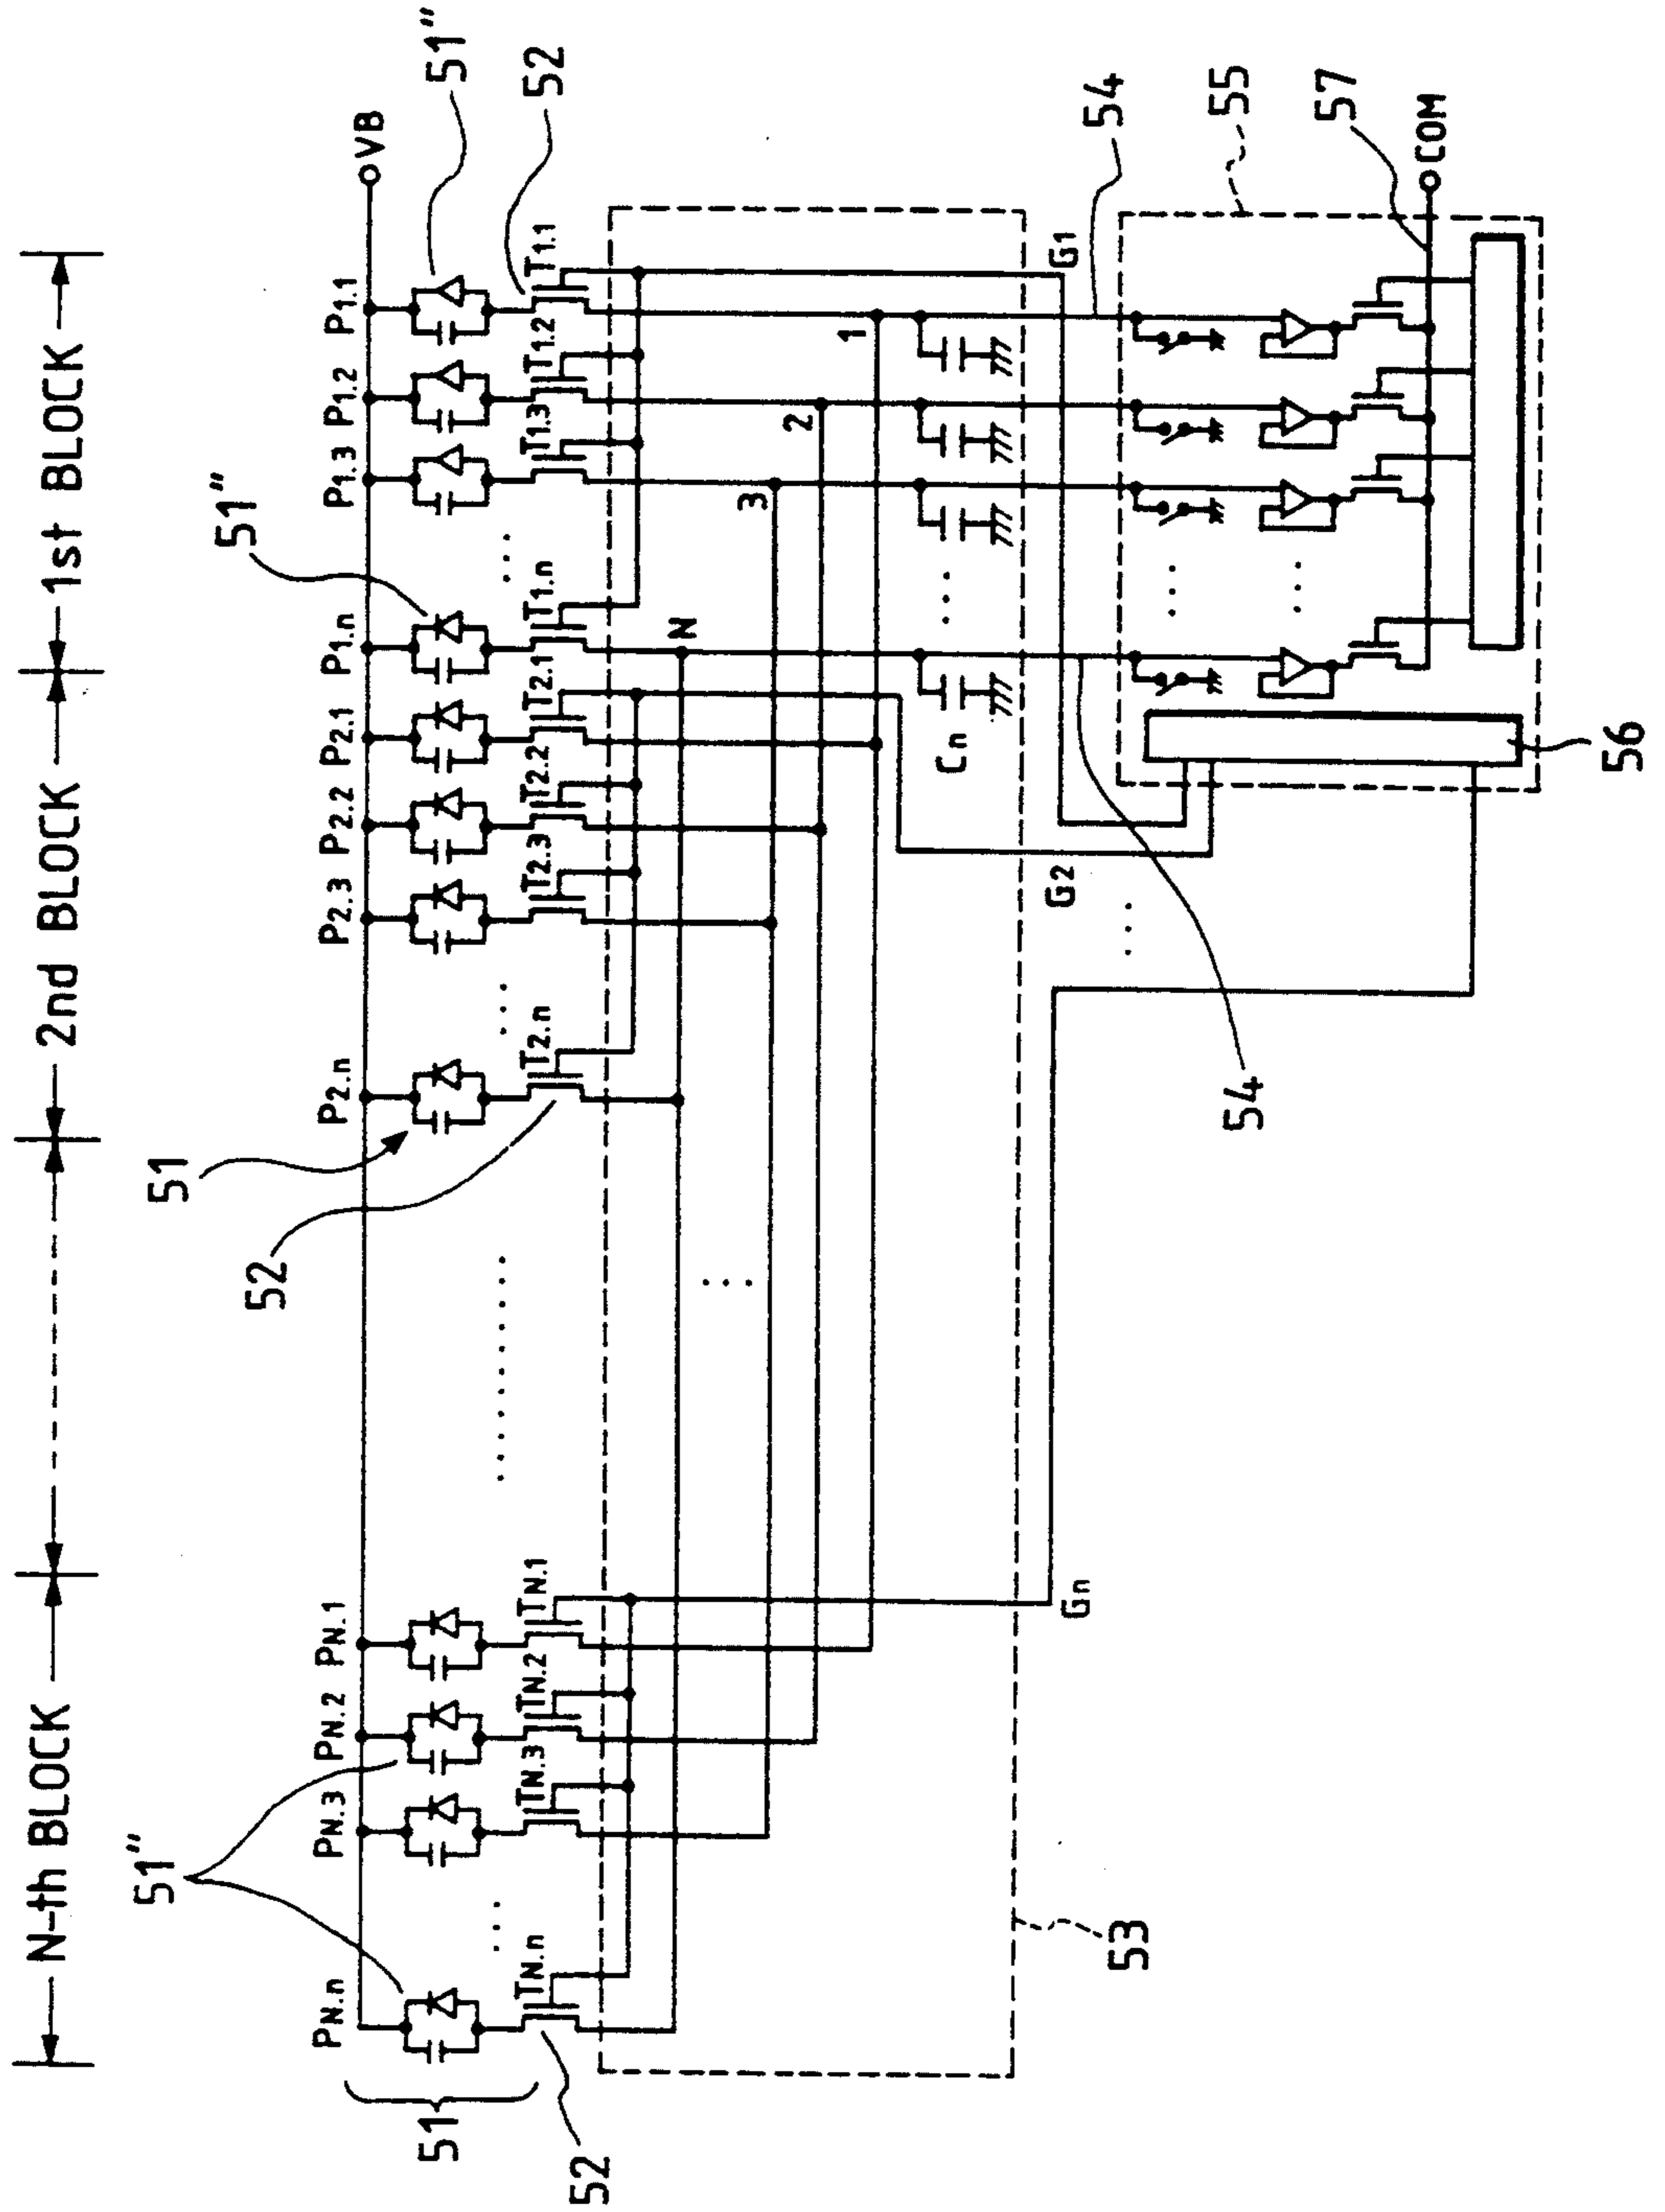 N-th BLOCK
2nd BLOCK
1st BLOCK
51"
51"
51"
51
51
52
52
52
PN.n
PN.3
PN.2
PN.1
P2.n
P2.3
P2.2
P2.1
P1.n
P1.3
P1.2
P1.1
VB
TN.n
TN.3
TN.2
TN.1
T2.n
T2.3
T2.2
T2.1
T1.n
T1.3
T1.2
T1.1
N
3
2
1
Cn
53
Gn
G2
G1
54
54
55
57
COM
56